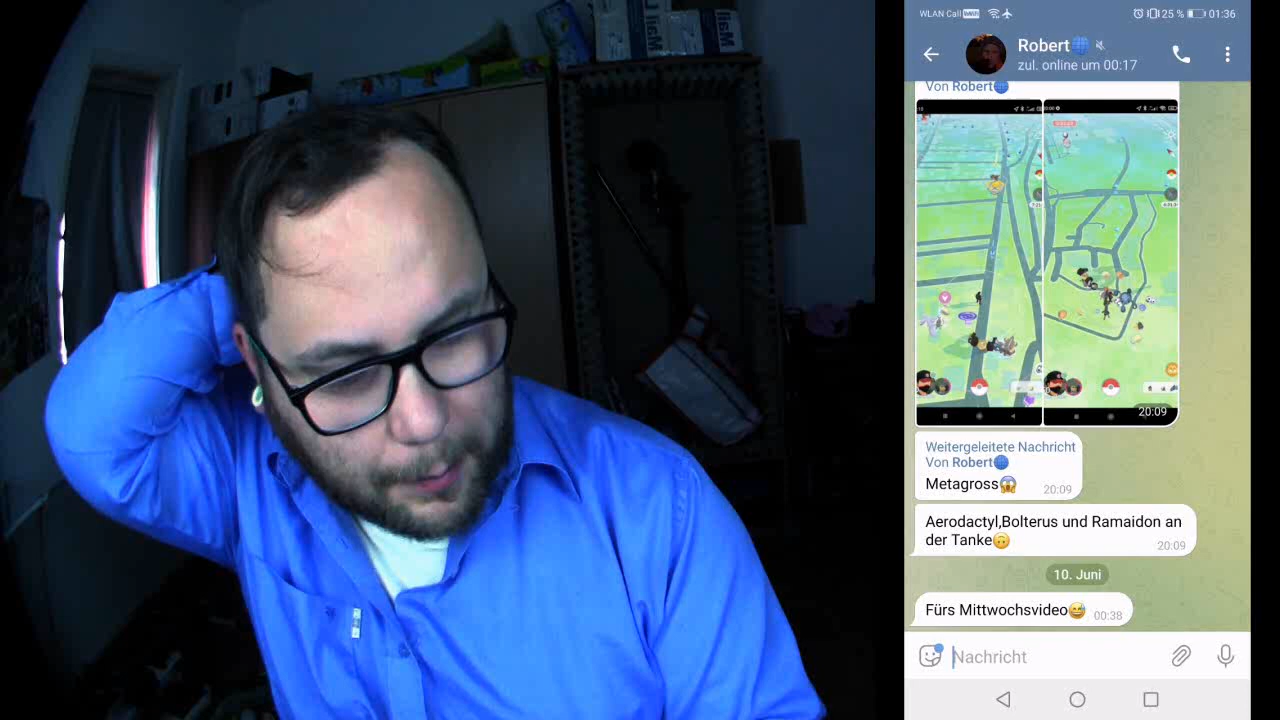 WLAN Call
25 %
01:36
Robert
zul. online um 00:17
Von Robert
20:09
Weitergeleitete Nachricht
Von Robert
Metagross😱
20:09
Aerodactyl,Bolterus und Ramaidon an
der Tanke🙃
20:09
10. Juni
Fürs Mittwochsvideo😅
00:38
Nachricht
Mail